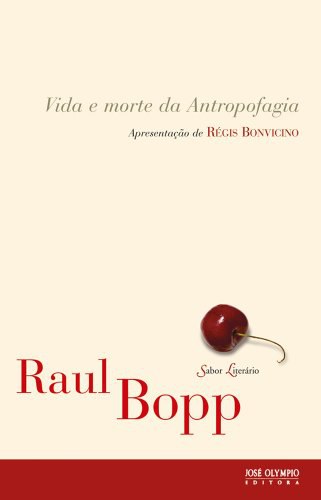 Vida e morte da Antropofagia
Apresentação de RÉGIS BONVICINO
Sabor Literário
Raul
Bopp
JOSÉ OLYMPIO
EDITORA